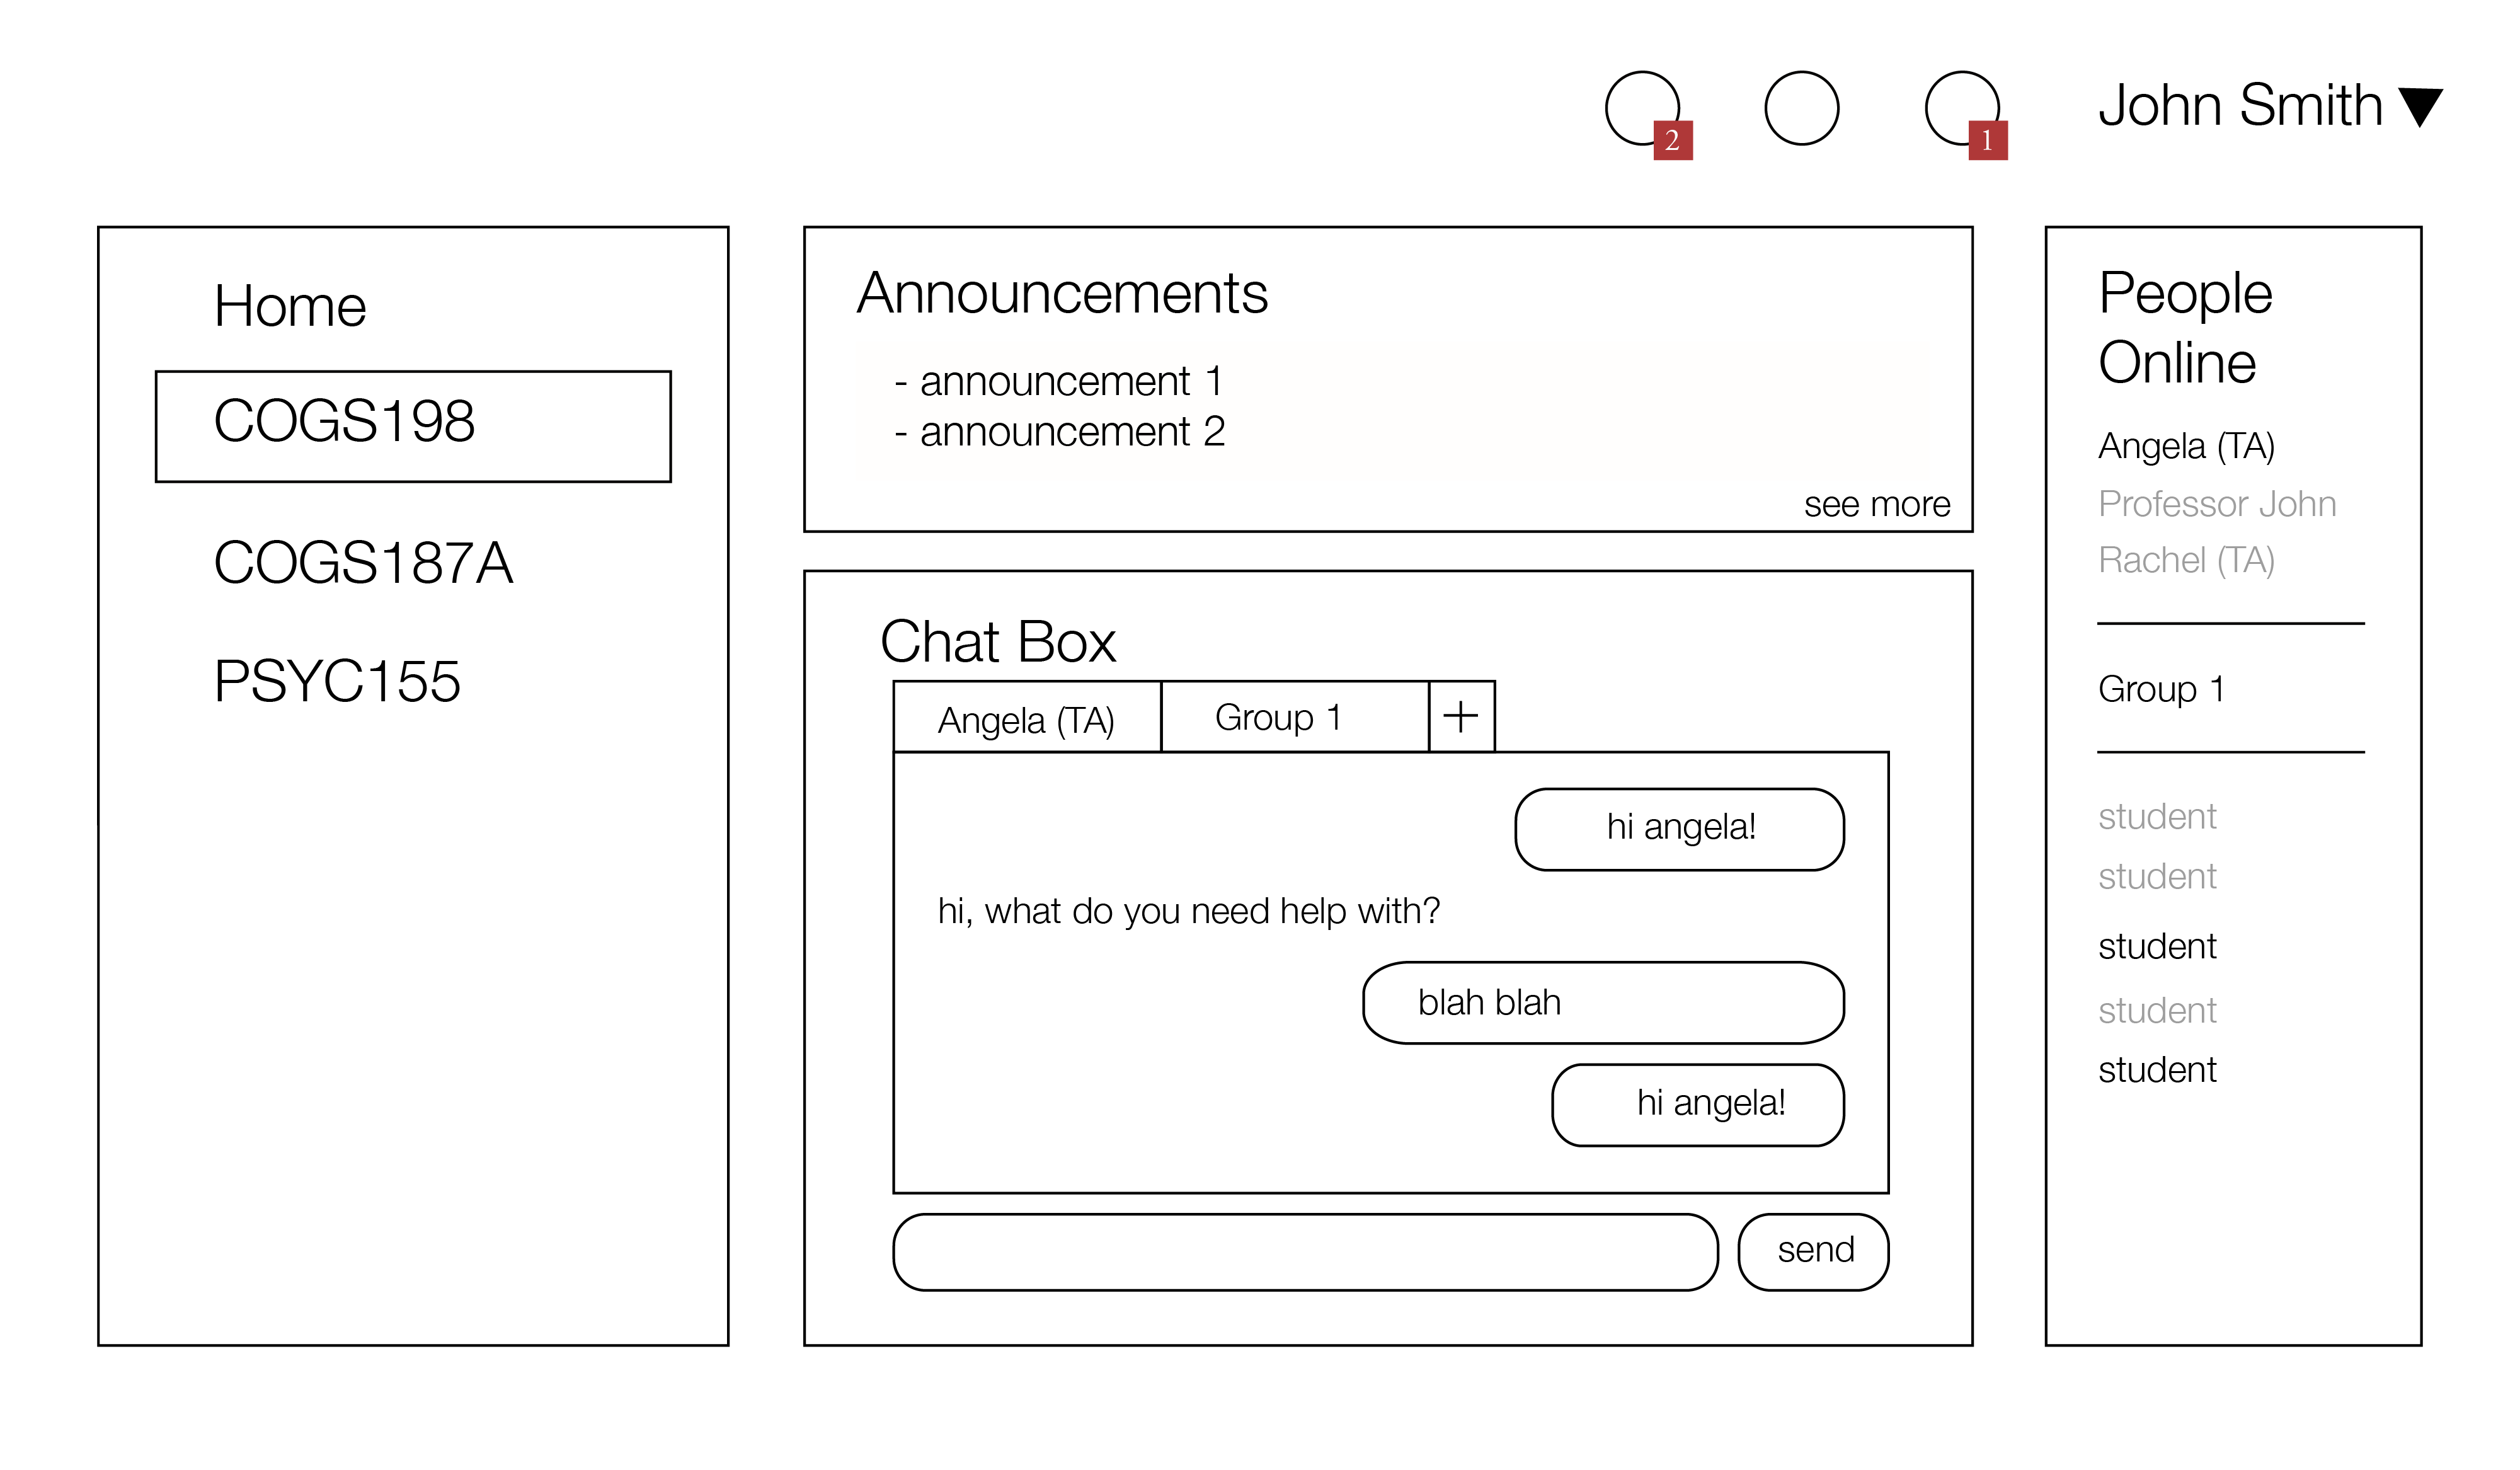 2
1
John Smith
Home
COGS198
COGS187A
PSYC155
Announcements
- announcement 1
- announcement 2
see more
Chat Box
Angela (TA)
Group 1
+
hi angela!
hi, what do you need help with?
blah blah
hi angela!
send
People
Online
Angela (TA)
Professor John
Rachel (TA)
Group 1
student
student
student
student
student